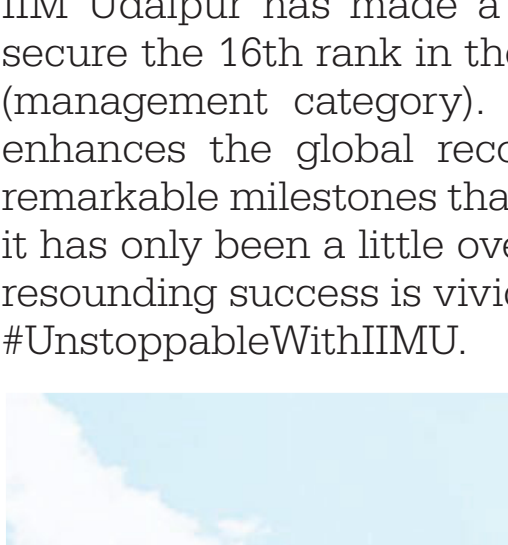 IIM Udaipur has made a
secure the 16th rank in the
(management category).
enhances the global reco
remarkable milestones tha
it has only been a little ove
resounding success is vivi
#UnstoppableWithIIMU.